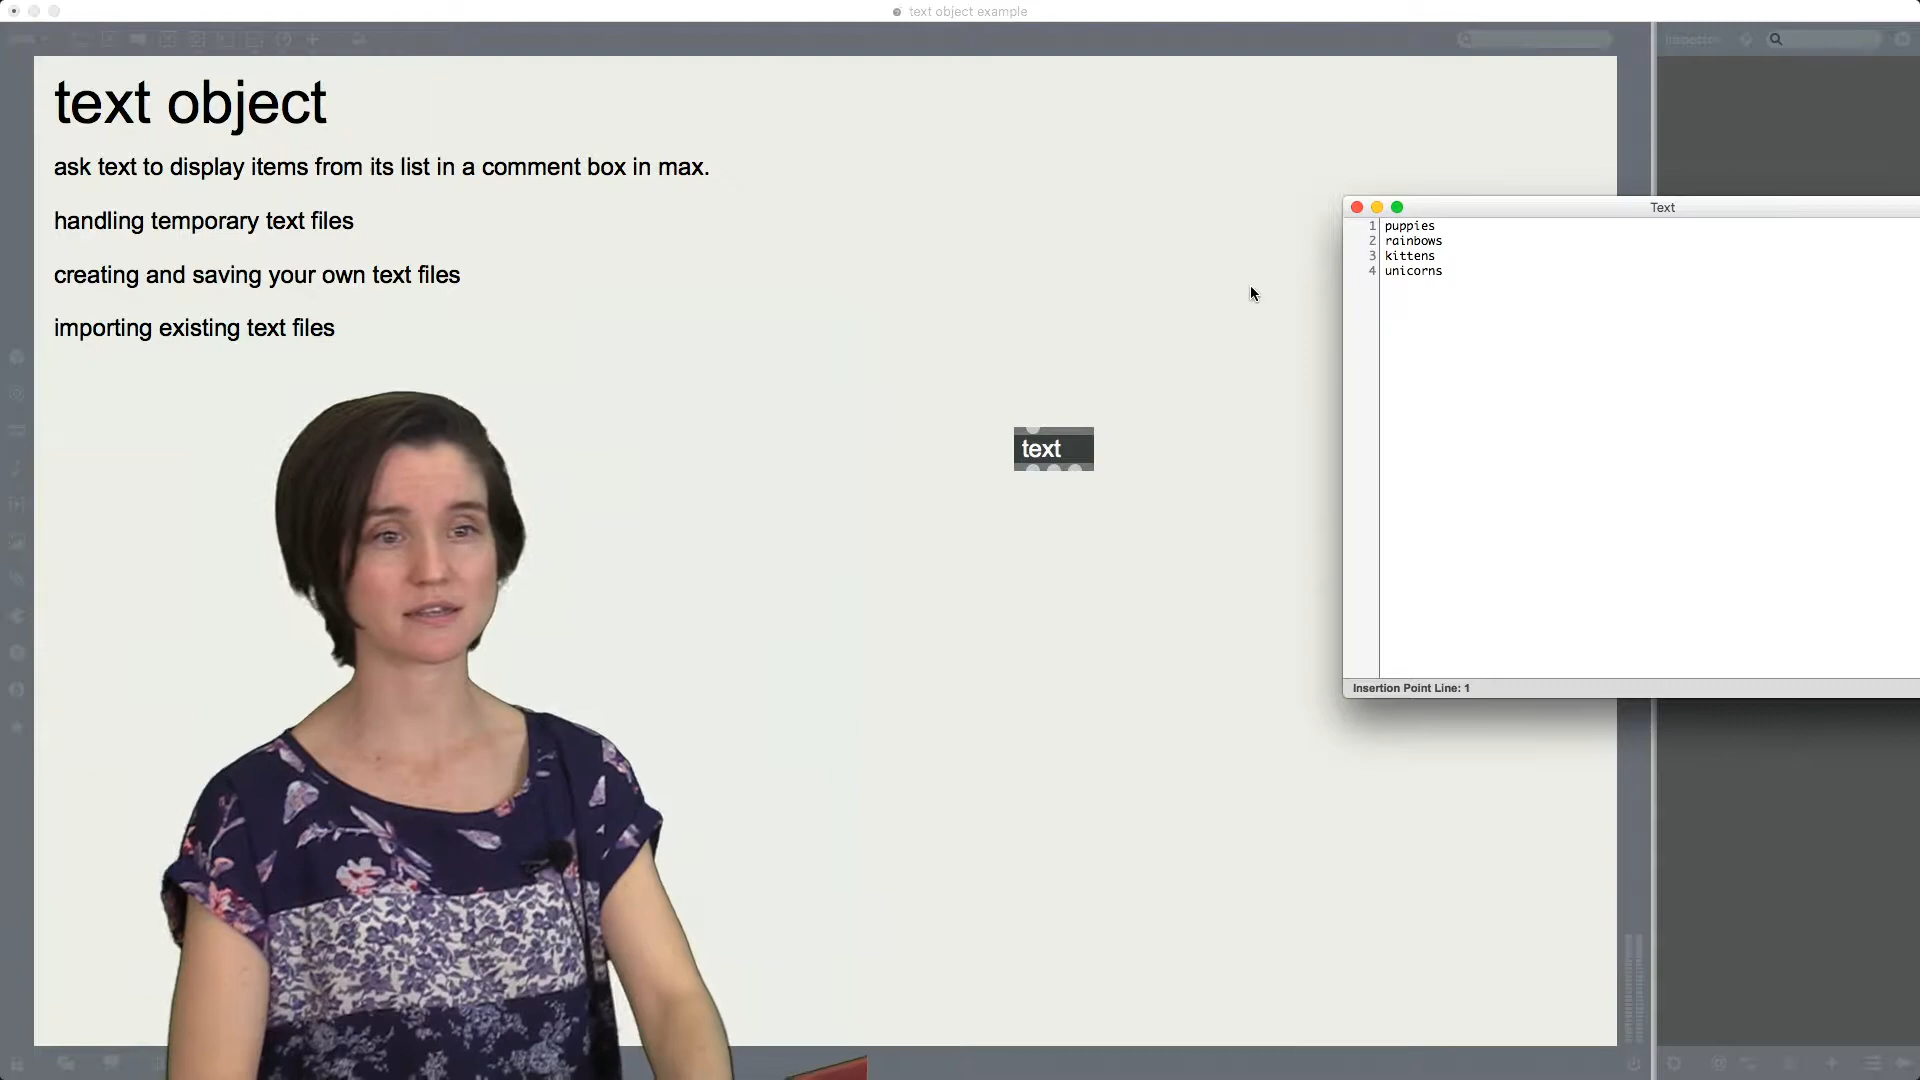 text object example
text object
ask text to display items from its list in a comment box in max.
handling temporary text files
creating and saving your own text files
importing existing text files
text
Text
1 puppies
2 rainbows
3 kittens
4 unicorns
Insertion Point Line: 1